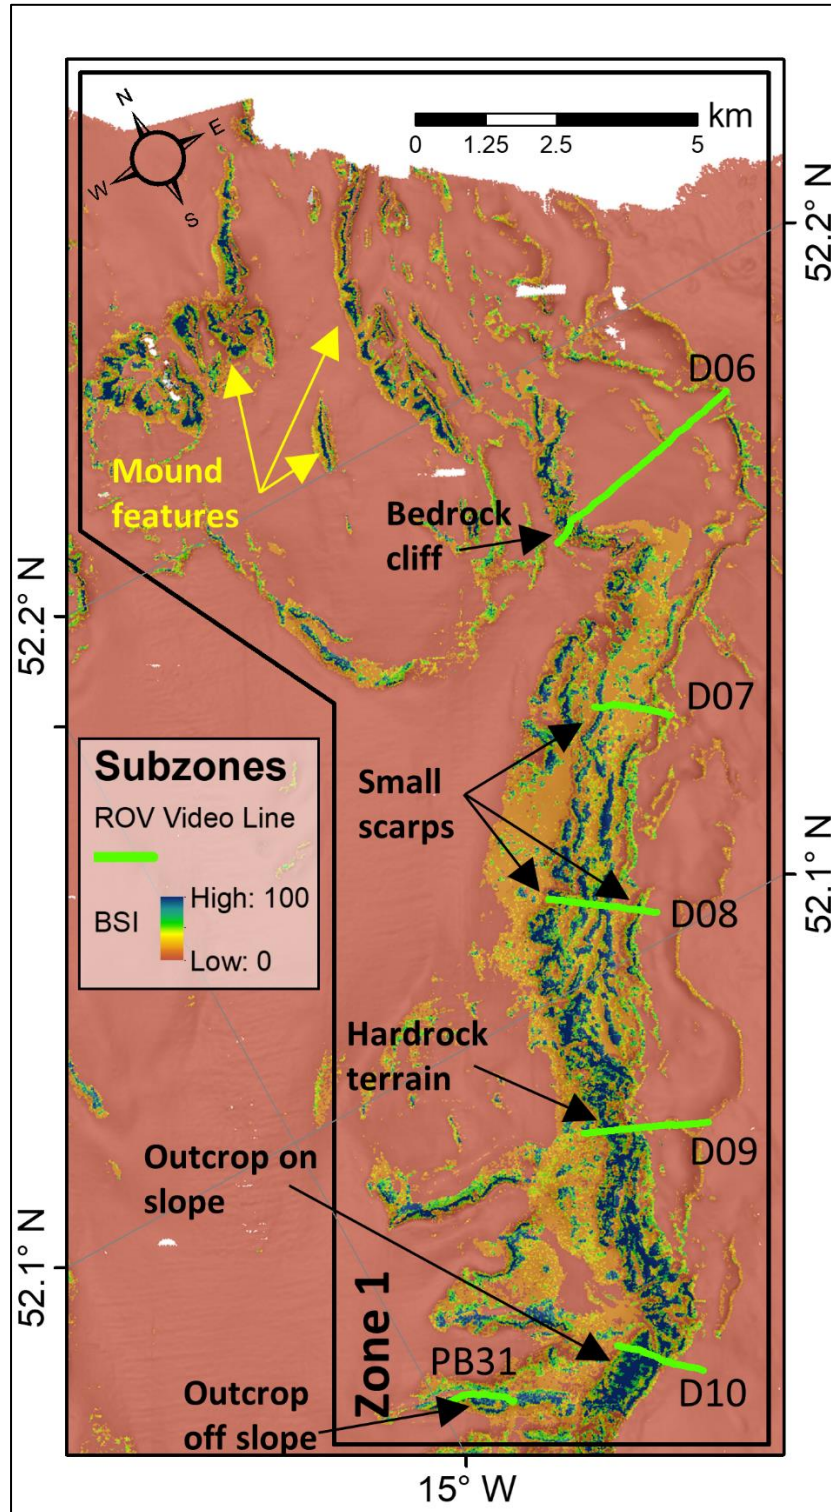 N
E
W
S
km
0 1.25 2.5 5
52.2° N
D06
Mound
features
Bedrock
cliff
52.2° N
D07
Subzones
ROV Video Line
BSI
High: 100
Low: 0
Small
scarps
52.1° N
D08
Hardrock
terrain
D09
Outcrop on
slope
52.1° N
Zone 1
PB31
D10
Outcrop
off slope
15° W